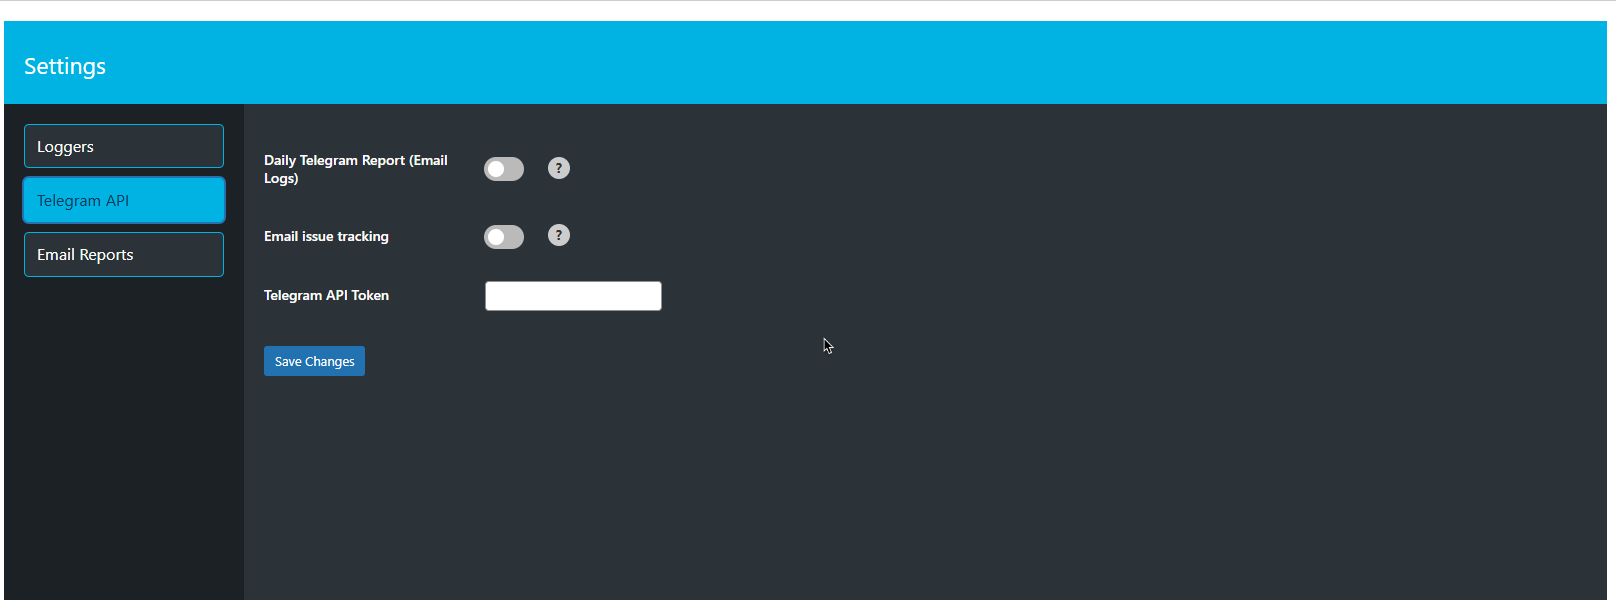 Settings
Loggers
Telegram API
Email Reports
Daily Telegram Report (Email
Logs)
?
Email issue tracking
?
Telegram API Token
Save Changes